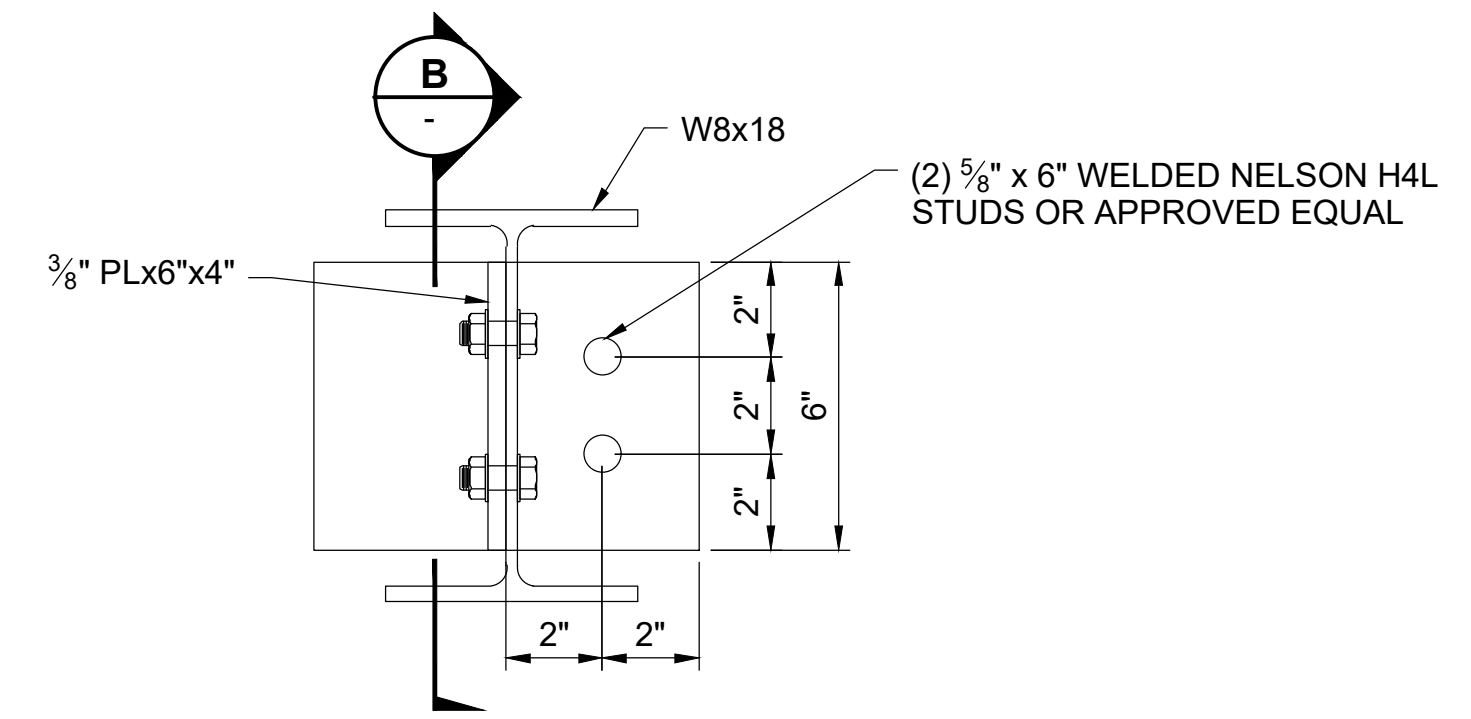 B
-
W8x18
(2) ⅝" x 6" WELDED NELSON H4L
STUDS OR APPROVED EQUAL
⅜" PLx6"x4"
2"
2"
6"
2"
2"
2"